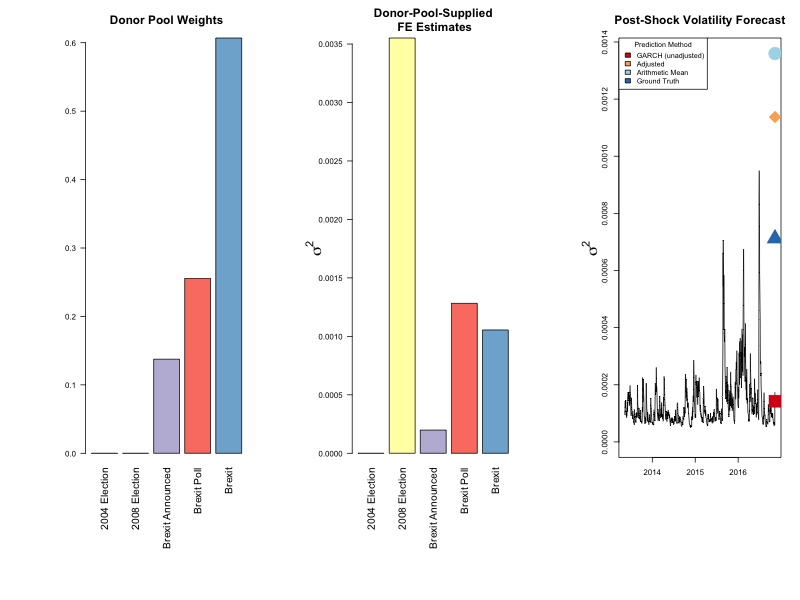 Donor Pool Weights
0.6
0.5
0.4
0.3
0.2
0.1
0.0
2004 Election
2008 Election
Brexit Announced
Brexit Poll
Brexit
Donor-Pool-Supplied
FE Estimates
σ2
0.0035
0.0030
0.0025
0.0020
0.0015
0.0010
0.0005
0.0000
2004 Election
2008 Election
Brexit Announced
Brexit Poll
Brexit
Post-Shock Volatility Forecast
σ2
0.0014
0.0012
0.0010
0.0008
0.0006
0.0004
0.0002
0.0000
Prediction Method
GARCH (unadjusted)
Adjusted
Arithmetic Mean
Ground Truth
2014
2015
2016